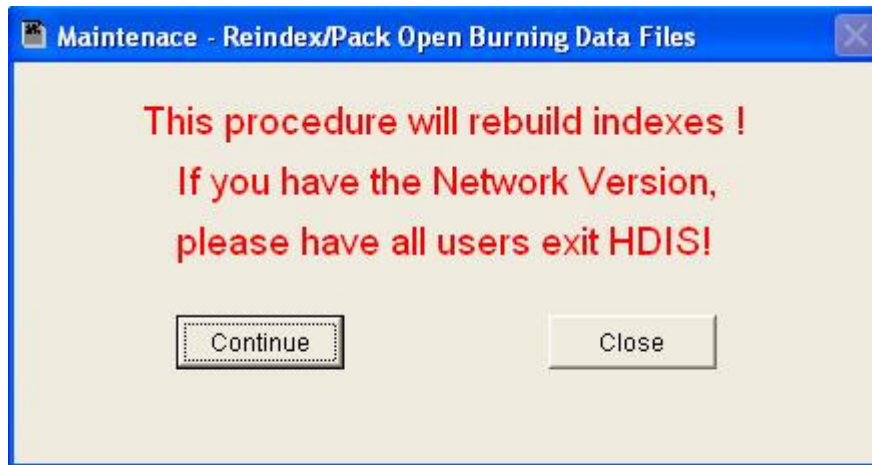 Maintenace - Reindex/Pack Open Burning Data Files
This procedure will rebuild indexes !
If you have the Network Version,
please have all users exit HDIS!
Continue
Close